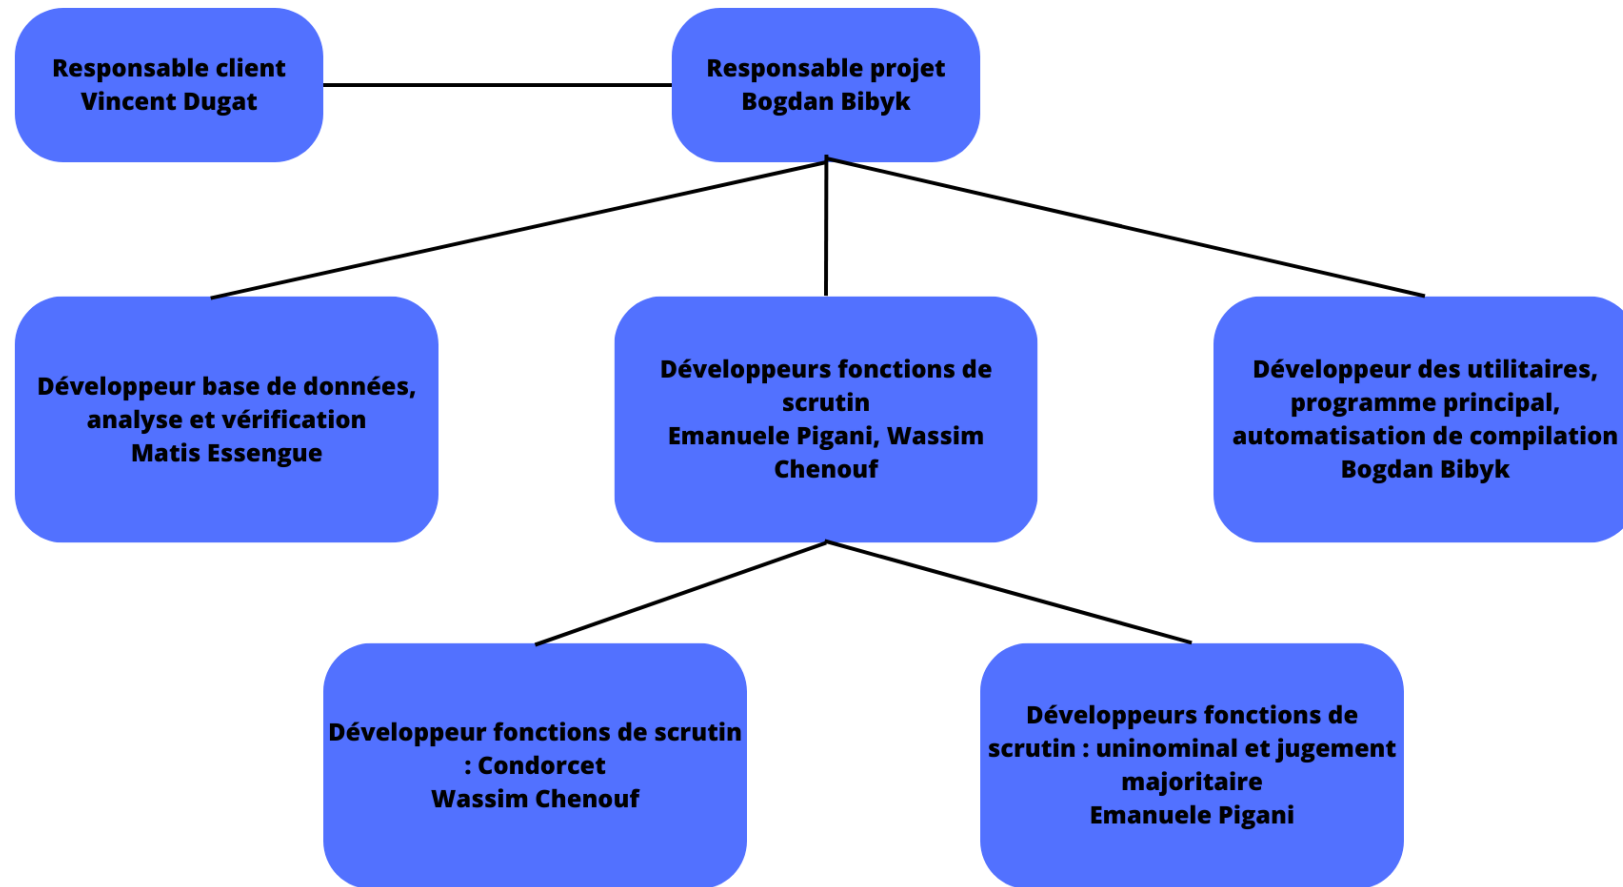 Responsable client
Vincent Dugat
Responsable projet
Bogdan Bibyk
Développeur base de données,
analyse et vérification
Matis Essengue
Développeurs fonctions de
scrutin
Emanuele Pigani, Wassim
Chenouf
Développeur des utilitaires,
programme principal,
automatisation de compilation
Bogdan Bibyk
Développeur fonctions de scrutin
: Condorcet
Wassim Chenouf
Développeurs fonctions de
scrutin : uninominal et jugement
majoritaire
Emanuele Pigani